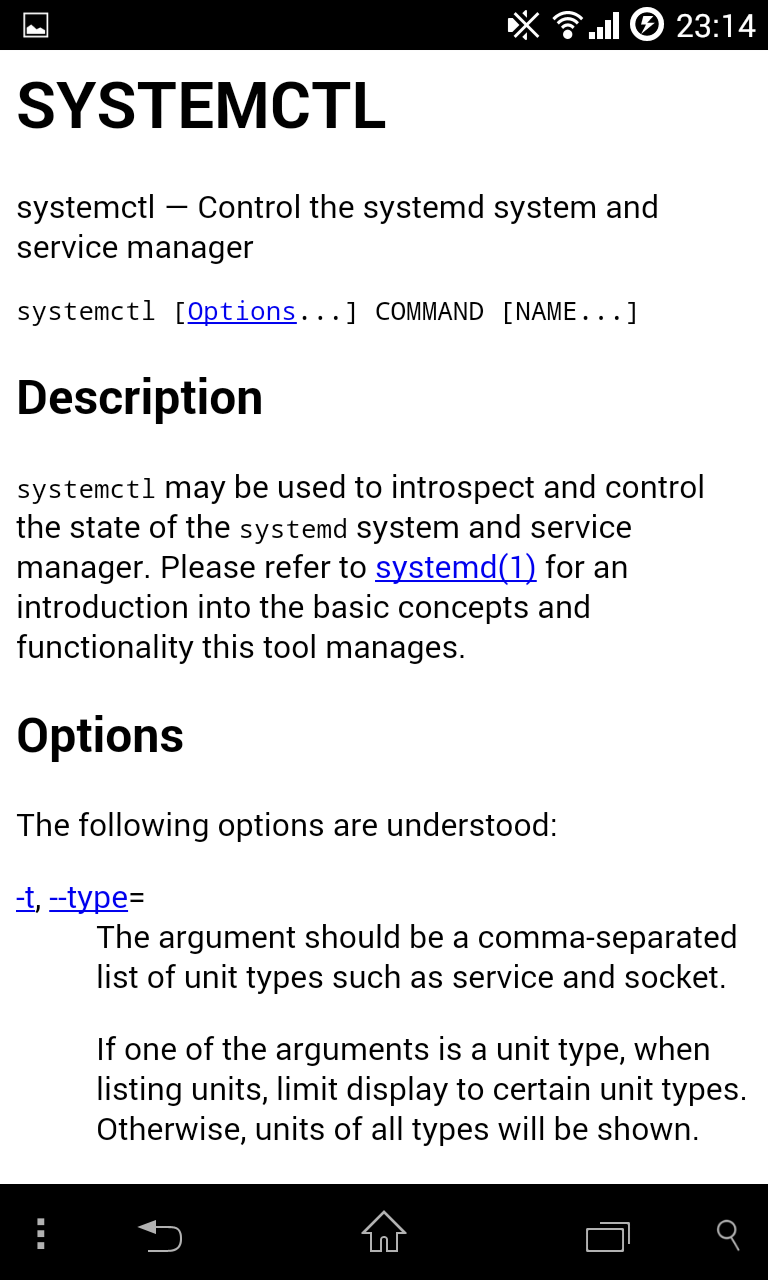 23:14
SYSTEMCTL
systemctl — Control the systemd system and
service manager
systemctl [Options...] COMMAND [NAME...]
Description
systemctl may be used to introspect and control
the state of the systemd system and service
manager. Please refer to systemd(1) for an
introduction into the basic concepts and
functionality this tool manages.
Options
The following options are understood:
-t, --type=
The argument should be a comma-separated
list of unit types such as service and socket.
If one of the arguments is a unit type, when
listing units, limit display to certain unit types.
Otherwise, units of all types will be shown.